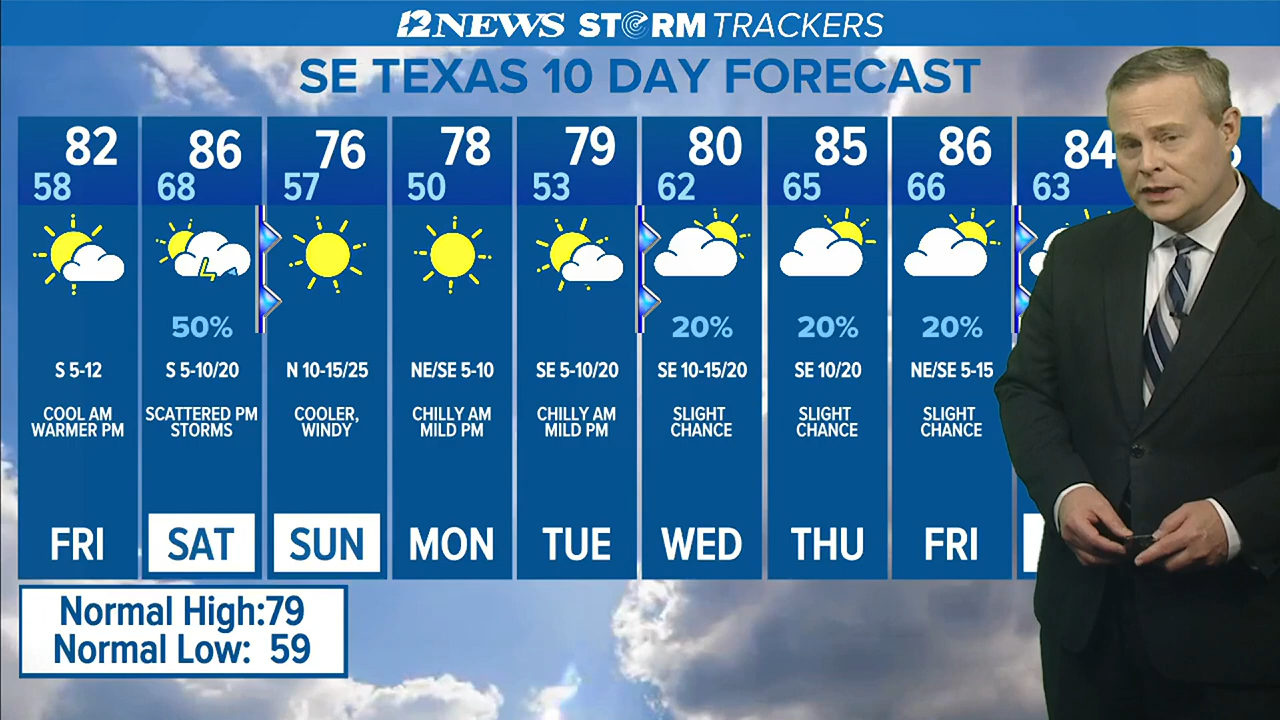 12NEWS STORM TRACKERS
SE TEXAS 10 DAY FORECAST
82 86 76 78 79 80 85 86 84
58 68 57 50 53 62 65 66 63
50% 20% 20% 20%
S 5-12 S 5-10/20 N 10-15/25 NE/SE 5-10 SE 5-10/20 SE 10-15/20 SE 10/20 NE/SE 5-15
COOL AM SCATTERED PM COOLER, CHILLY AM CHILLY AM SLIGHT SLIGHT SLIGHT
WARMER PM STORMS WINDY MILD PM MILD PM CHANCE CHANCE CHANCE
FRI SAT SUN MON TUE WED THU FRI
Normal High:79
Normal Low: 59